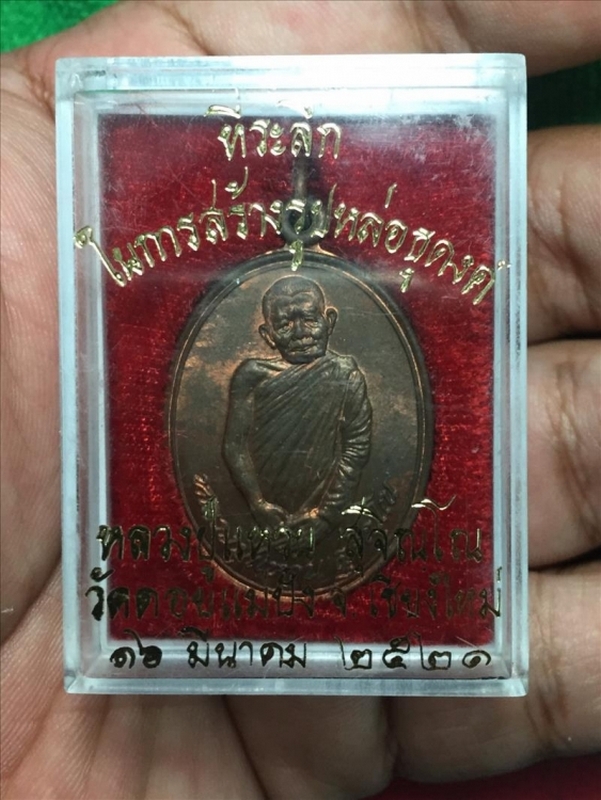 ที่ระลึก
ในการสร้างรูปหล่อธุดงค์
หลวงปู่แหวน สุจิณโณ
วัดดอยแม่ปั๋ง จ เชียงใหม่
๑๖ มีนาคม ๒๕๒๑